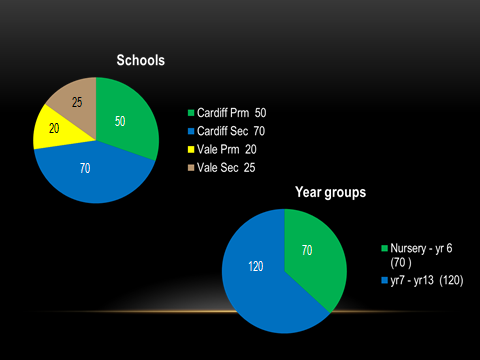 Schools
25
50
20
70
Cardiff Prm  50
Cardiff Sec  70
Vale Prm  20
Vale Sec  25
Year groups
120
70
Nursery - yr 6
(70 )
yr7 - yr13  (120)